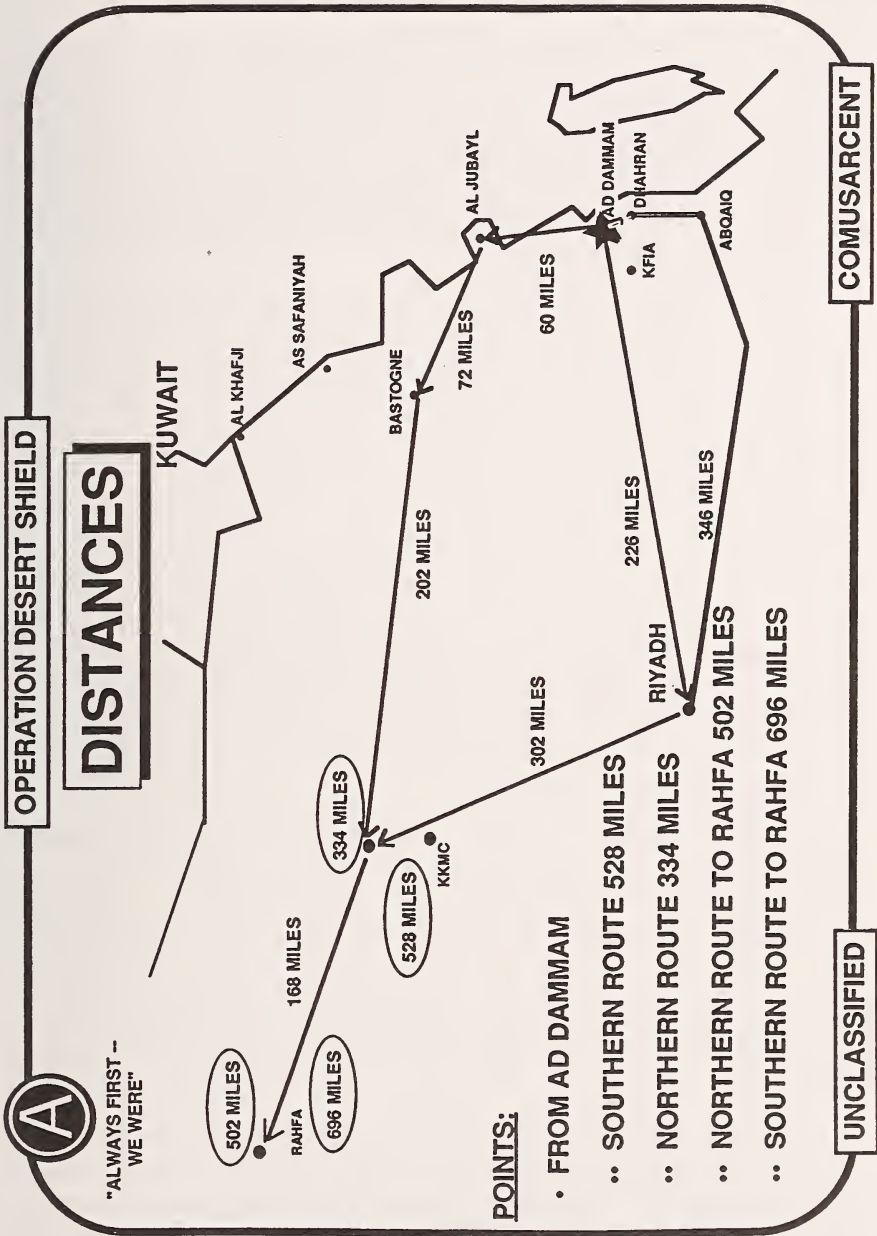 OPERATION DESERT SHIELD
A
"ALWAYS FIRST –
WE WERE"
DISTANCES
KUWAIT
AL KHAFJI
AS SAFANIYAH
AL JUBAYL
BASTOGNE
72 MILES
60 MILES
AD DAMMAM
DHAHRAN
KFIA
ABQAIQ
202 MILES
226 MILES
346 MILES
RIYADH
302 MILES
334 MILES
528 MILES
KKMC
168 MILES
502 MILES
RAHFA
696 MILES
POINTS:
• FROM AD DAMMAM
•• SOUTHERN ROUTE 528 MILES
•• NORTHERN ROUTE 334 MILES
•• NORTHERN ROUTE TO RAHFA 502 MILES
•• SOUTHERN ROUTE TO RAHFA 696 MILES
UNCLASSIFIED
COMUSARCENT